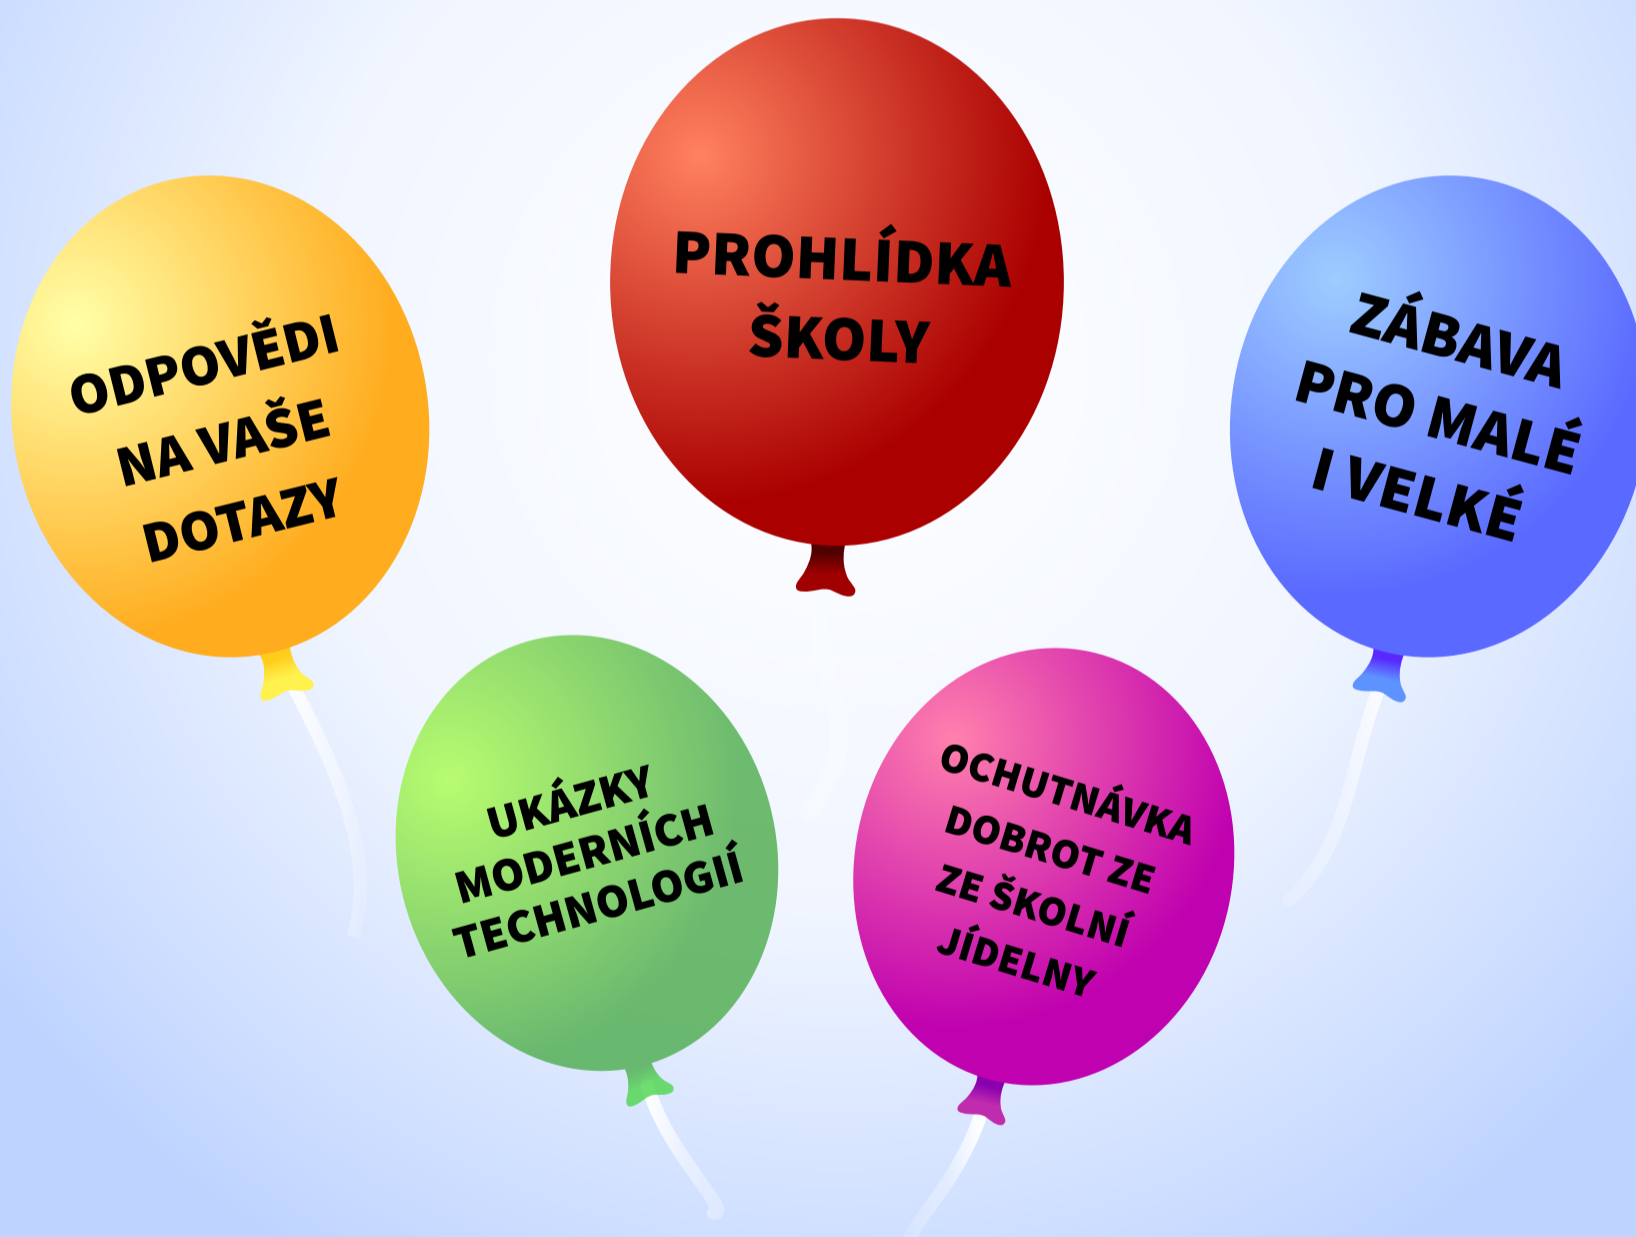 PROHLÍDKA
ŠKOLY
ODPOVĚDI
NA VAŠE
DOTAZY
ZÁBAVA
PRO MALÉ
I VELKÉ
UKÁZKY
MODERNÍCH
TECHNOLOGIÍ
OCHUTNÁVKA
DOBROT ZE
ZE ŠKOLNÍ
JÍDELNY